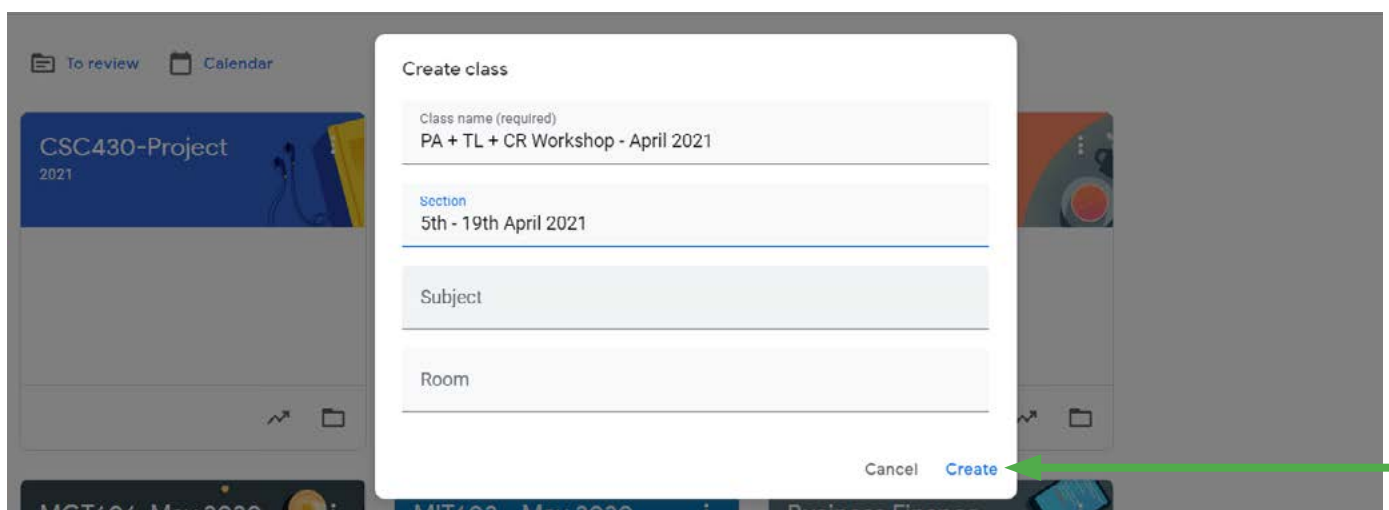 To review Calendar
CSC430-Project
2021
Create class
Class name (required)
PA + TL + CR Workshop - April 2021
Section
5th - 19th April 2021
Subject
Room
Cancel Create